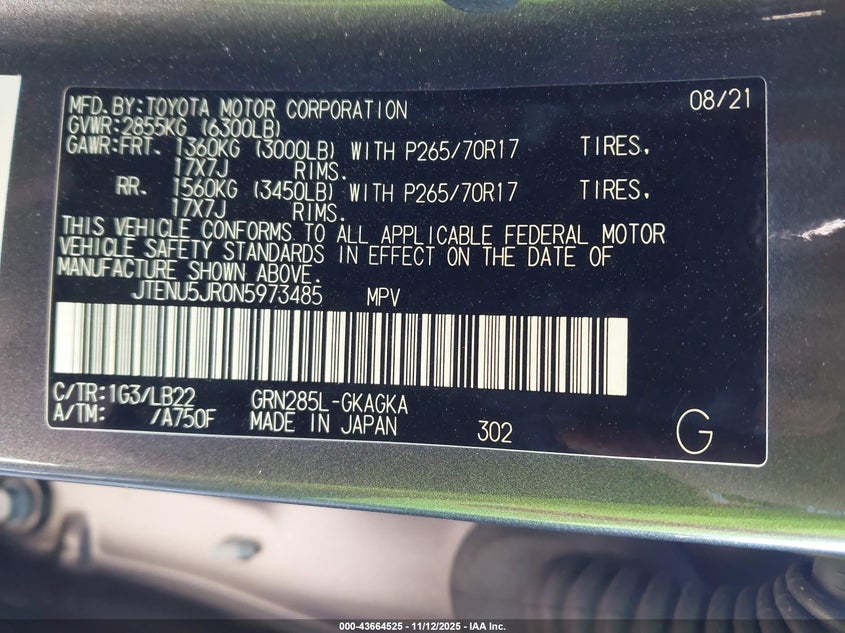 MFD.BY:TOYOTA MOTOR CORPORATION 08/21
GVWR:2855KG (6300LB)
GAWR:FRT. 1360KG (3000LB) WITH P265/70R17 TIRES.
17X7J RIMS.
RR. 1560KG (3450LB) WITH P265/70R17 TIRES.
17X7J RIMS.
THIS VEHICLE CONFORMS TO ALL APPLICABLE FEDERAL MOTOR
VEHICLE SAFETY STANDARDS IN EFFECT ON THE DATE OF
MANUFACTURE SHOWN ABOVE.
JTENU5JR0N5973485 MPV
C/TR:1G3/LB22 GRN285L-GKAGKA
A/TM: /A750F MADE IN JAPAN 302
G
000-43664525 - 11/12/2025 - IAA Inc.